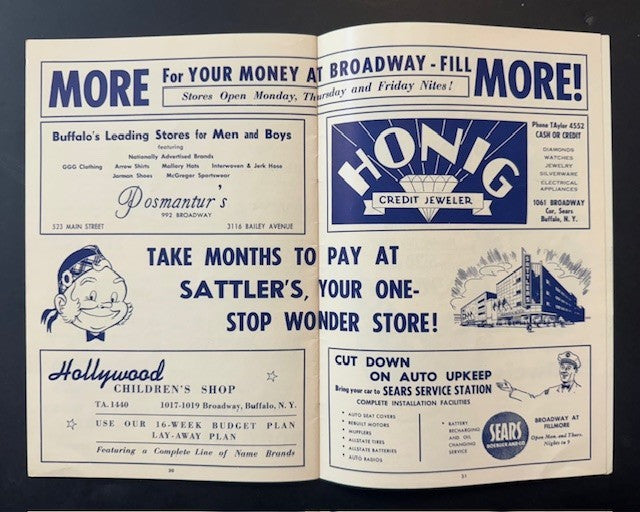 MORE For YOUR MONEY AT BROADWAY - FILL MORE!
Stores Open Monday, Thursday and Friday Nites!
Buffalo's Leading Stores for Men and Boys
featuring
Nationally Advertised Brands
GGG Clothing Arrow Shirts Mallory Hats Interwoven & Jerk Hose
Jarman Shoes McGregor Sportswear
Posmantur's
992 BROADWAY
523 MAIN STREET 3116 BAILEY AVENUE
HONIG
CREDIT JEWELER
Phone TAylor 4552
CASH OR CREDIT
DIAMONDS
WATCHES
JEWELRY
SILVERWARE
ELECTRICAL
APPLIANCES
1061 BROADWAY
Cor. Sears
Buffalo, N. Y.
TAKE MONTHS TO PAY AT
SATTLER'S, YOUR ONE-
STOP WONDER STORE!
Hollywood
CHILDREN'S SHOP
TA. 1440 1017-1019 Broadway, Buffalo, N. Y.
USE OUR 16-WEEK BUDGET PLAN
LAY-AWAY PLAN
Featuring a Complete Line of Name Brands
30
CUT DOWN
ON AUTO UPKEEP
Bring your car to SEARS SERVICE STATION
COMPLETE INSTALLATION FACILITIES
• AUTO SEAT COVERS
• REBUILT MOTORS
• MUFFLERS
• ALLSTATE TIRES
• ALLSTATE BATTERIES
• AUTO RADIOS
• BATTERY
RECHARGING
AND OIL
CHANGING
SERVICE
SEARS
ROEBUCK AND CO.
BROADWAY AT
FILLMORE
Open Mon. and Thurs.
Nights to 9
31